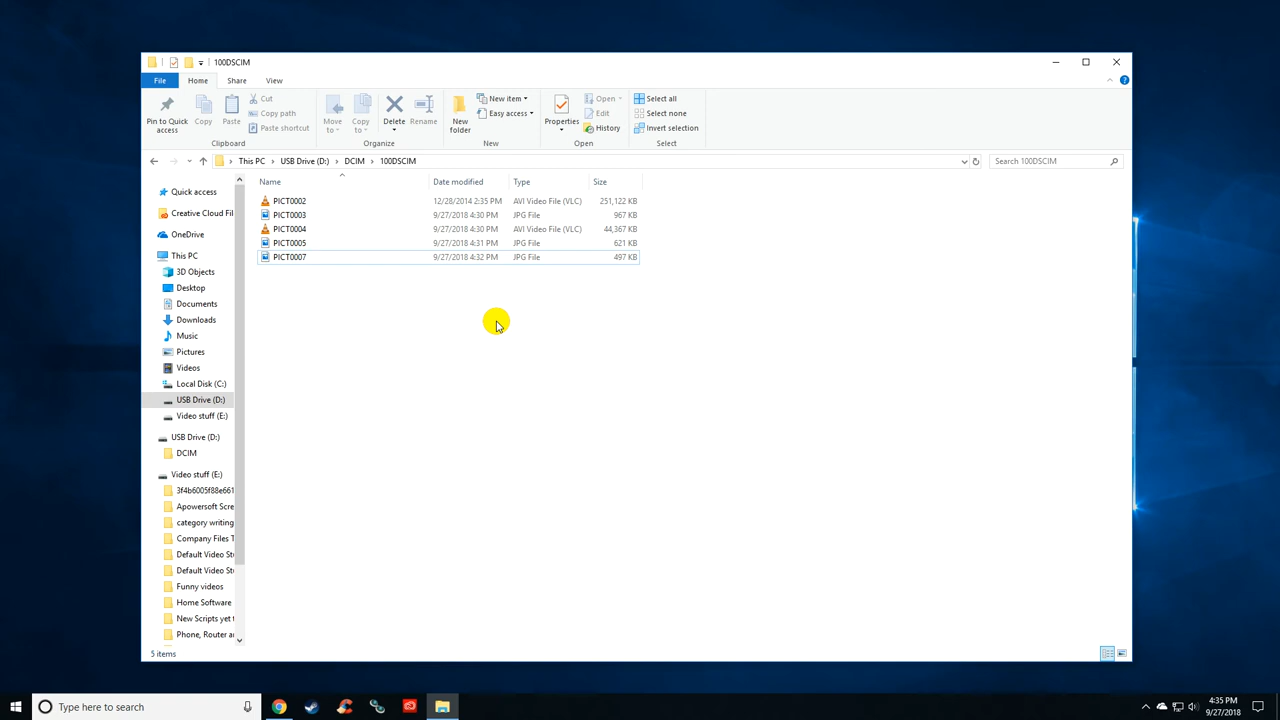 100DSCIM
File Home Share View
Pin to Quick access
Copy
Paste
Cut
Copy path
Paste shortcut
Clipboard
Move to
Copy to
Delete
Rename
Organize
New folder
New item
Easy access
New
Properties
Open
Edit
History
Open
Select all
Select none
Invert selection
Select
This PC > USB Drive (D:) > DCIM > 100DSCIM
Search 100DSCIM
Name Date modified Type Size
PICT0002 12/28/2014 2:35 PM AVI Video File (VLC) 251,122 KB
PICT0003 9/27/2018 4:30 PM JPG File 967 KB
PICT0004 9/27/2018 4:30 PM AVI Video File (VLC) 44,367 KB
PICT0005 9/27/2018 4:31 PM JPG File 621 KB
PICT0007 9/27/2018 4:32 PM JPG File 497 KB
Quick access
Creative Cloud Fil
OneDrive
This PC
3D Objects
Desktop
Documents
Downloads
Music
Pictures
Videos
Local Disk (C:)
USB Drive (D:)
Video stuff (E:)
USB Drive (D:)
DCIM
Video stuff (E:)
3f4b6005f88e661
Apowersoft Scre
category writing
Company Files T
Default Video Stu
Default Video Stu
Funny videos
Home Software
New Scripts yet t
Phone, Router a
5 items
Type here to search
4:35 PM
9/27/2018